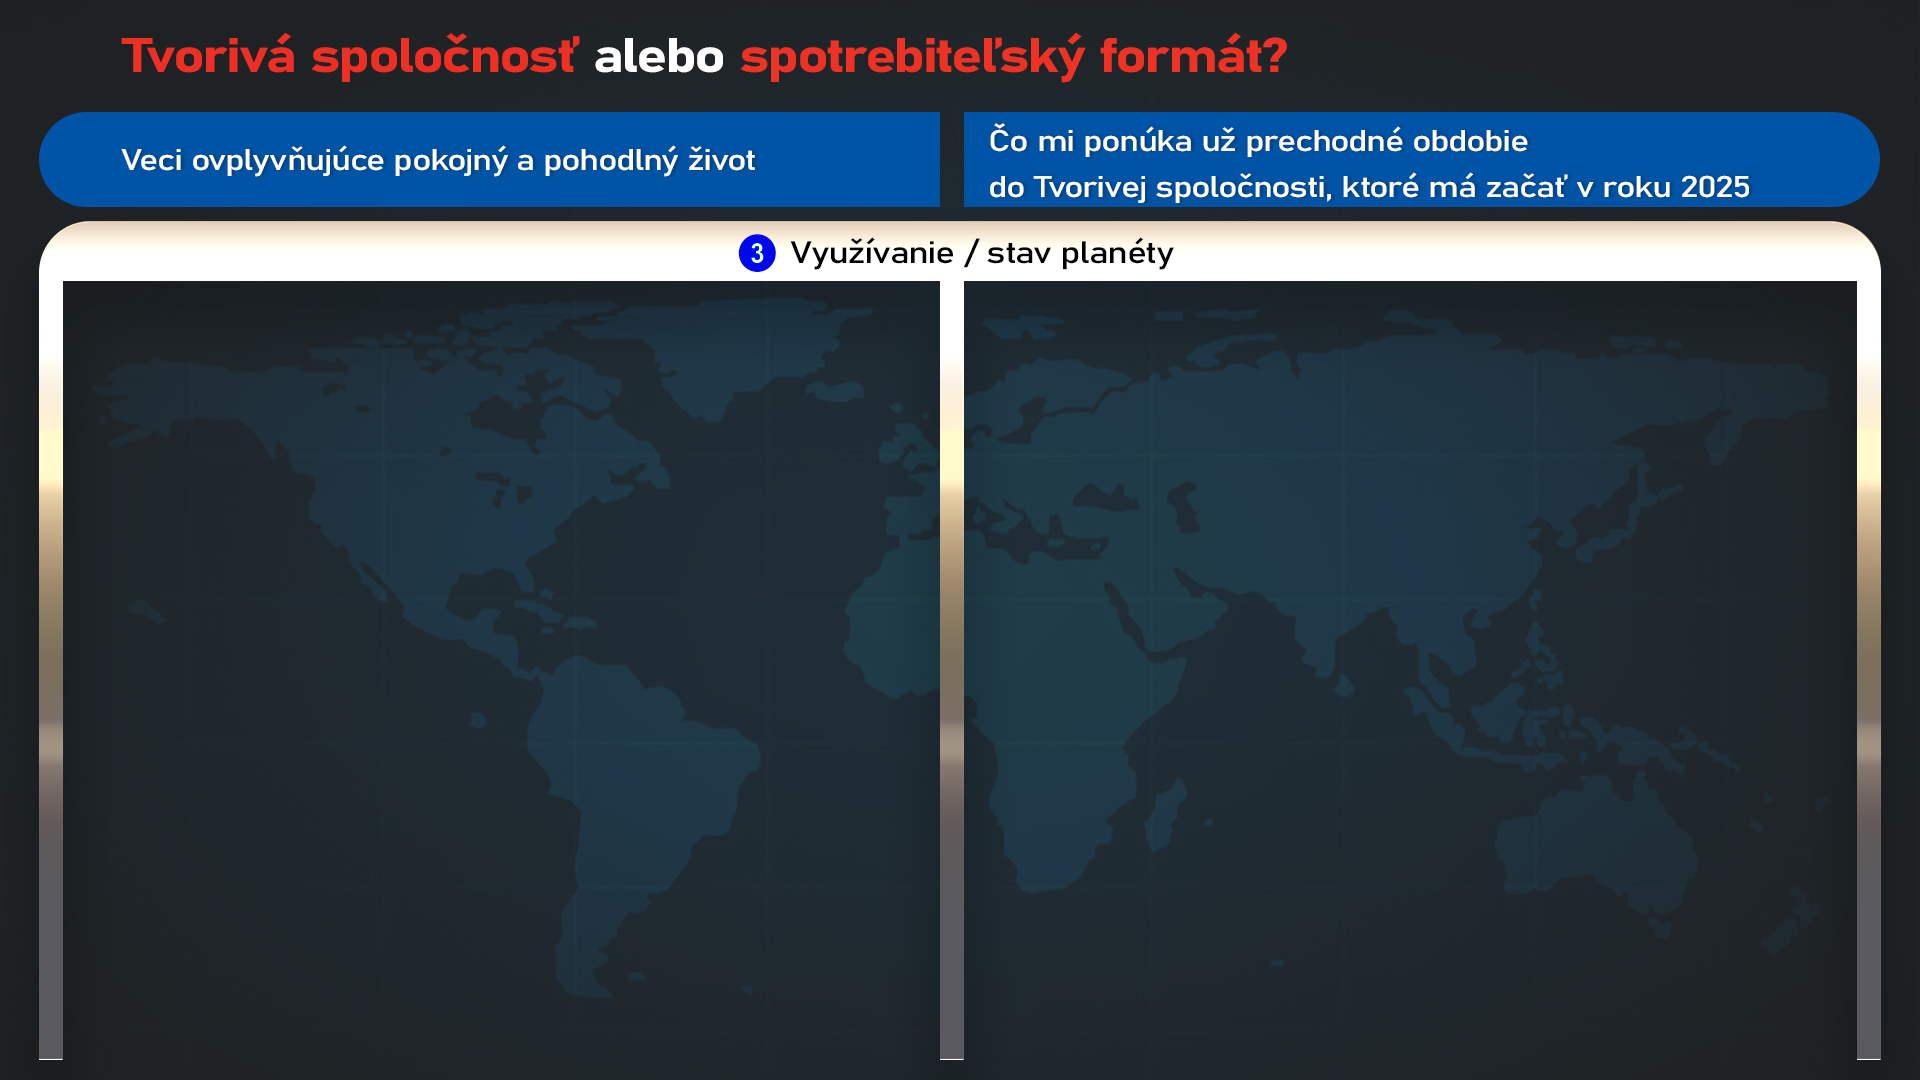 Tvorivá spoločnosť alebo spotrebiteľský formát?
Veci ovplyvňujúce pokojný a pohodlný život
Čo mi ponúka už prechodné obdobie
do Tvorivej spoločnosti, ktoré má začať v roku 2025
3 Využívanie / stav planéty